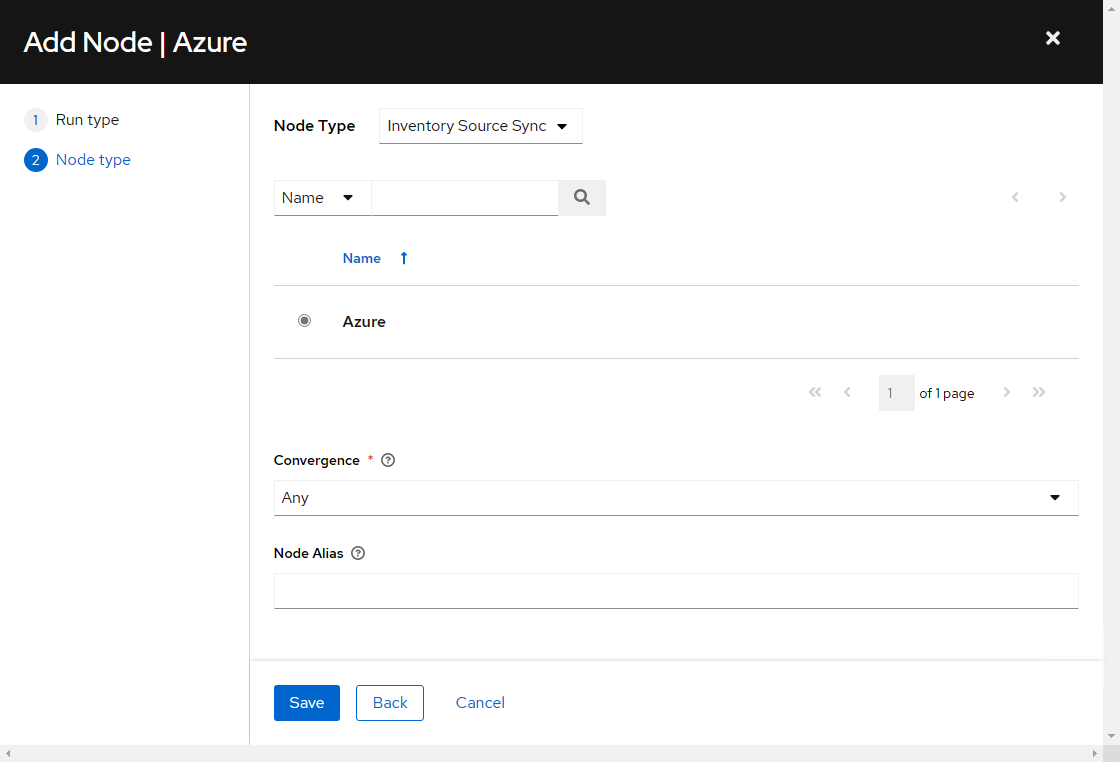 Add Node | Azure
1 Run type
2 Node type
Node Type Inventory Source Sync
Name
Name
Azure
1 of 1 page
Convergence *
Any
Node Alias
Save Back Cancel